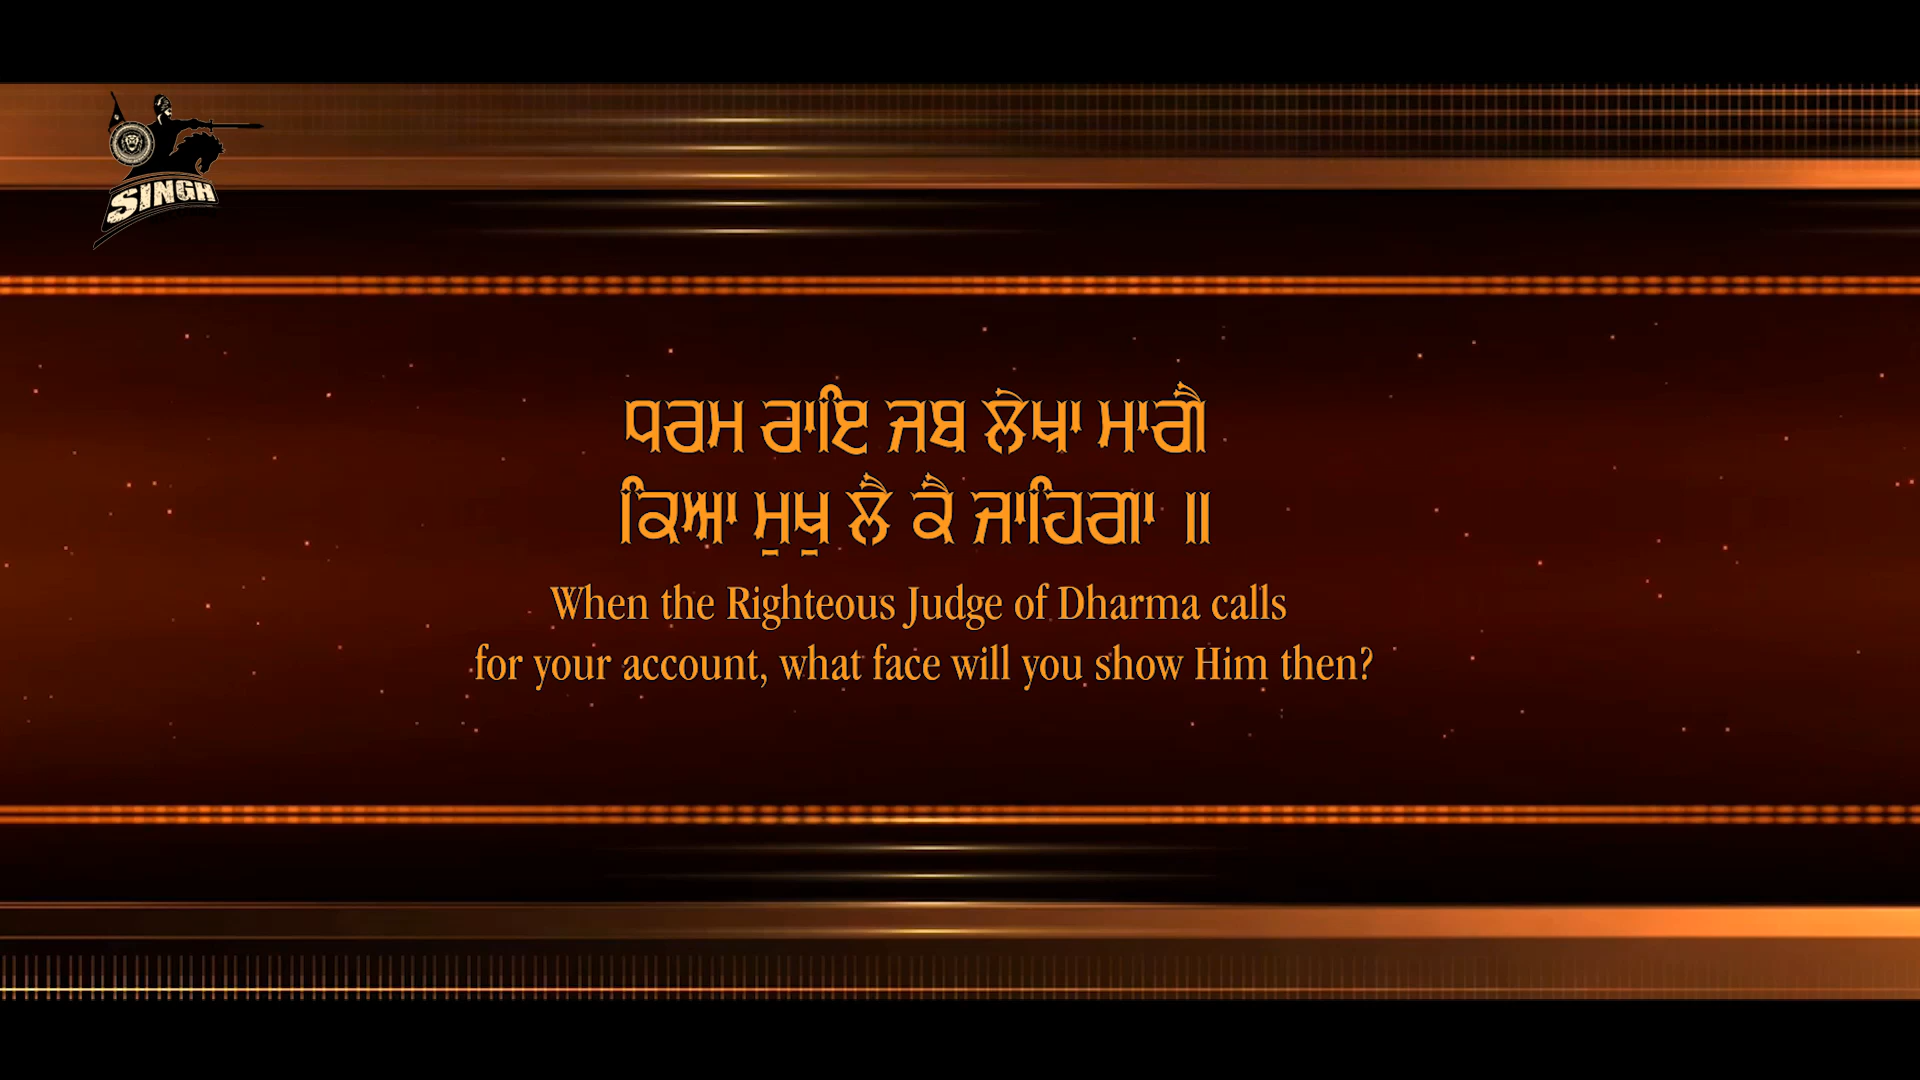 SINGH
ਧਰਮ ਰਾਇ ਜਬ ਲੇਖਾ ਮਾਗੈ
ਕਿਆ ਮੁਖੁ ਲੈ ਕੈ ਜਾਹਿਗਾ ॥
When the Righteous Judge of Dharma calls
for your account, what face will you show Him then?